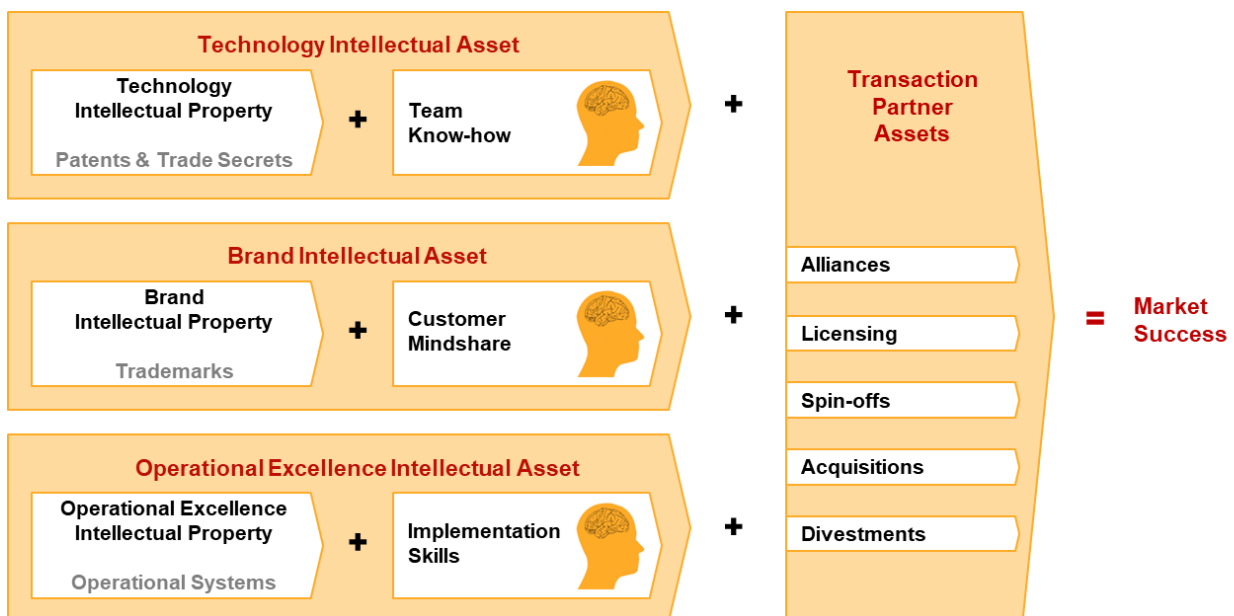 Technology Intellectual Asset
Technology
Intellectual Property
Patents & Trade Secrets
+
Team
Know-how
+
Brand Intellectual Asset
Brand
Intellectual Property
Trademarks
+
Customer
Mindshare
+
Operational Excellence Intellectual Asset
Operational Excellence
Intellectual Property
Operational Systems
+
Implementation
Skills
+
Transaction
Partner
Assets
Alliances
Licensing
Spin-offs
Acquisitions
Divestments
=
Market
Success